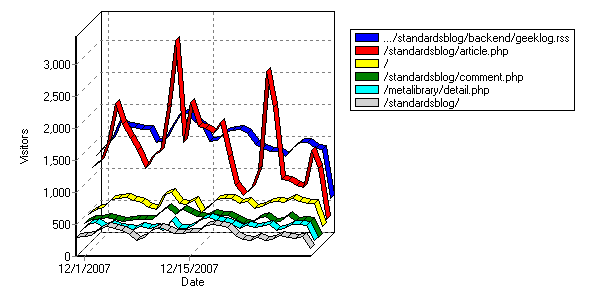 .../standardsblog/backend/geeklog.rss
/standardsblog/article.php
/
/standardsblog/comment.php
/metalibrary/detail.php
/standardsblog/
Visitors
3,000
2,500
2,000
1,500
1,000
500
0
12/1/2007 12/15/2007
Date